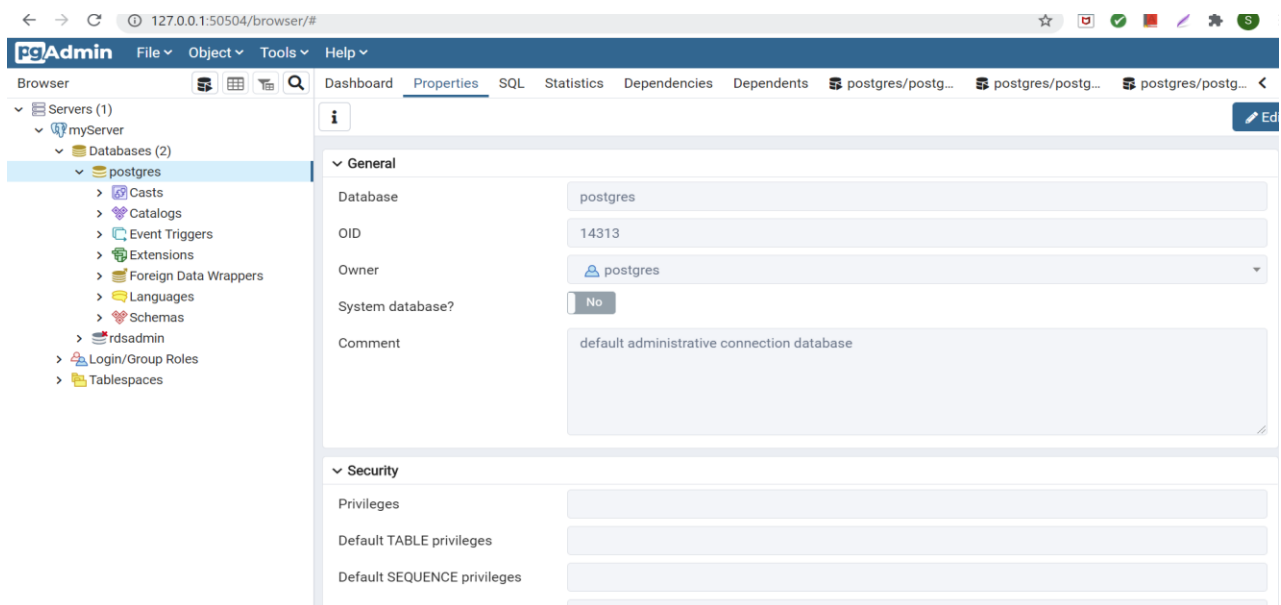 127.0.0.1:50504/browser/#
S
pgAdmin File Object Tools Help
Browser Dashboard Properties SQL Statistics Dependencies Dependents postgres/postg... postgres/postg... postgres/postg...
Servers (1)
i Edi
myServer
Databases (2)
General
postgres
Database postgres
Casts
Catalogs
OID 14313
Event Triggers
Extensions
Owner postgres
Foreign Data Wrappers
Languages
System database? No
Schemas
rdsadmin
Comment default administrative connection database
Login/Group Roles
Tablespaces
Security
Privileges
Default TABLE privileges
Default SEQUENCE privileges